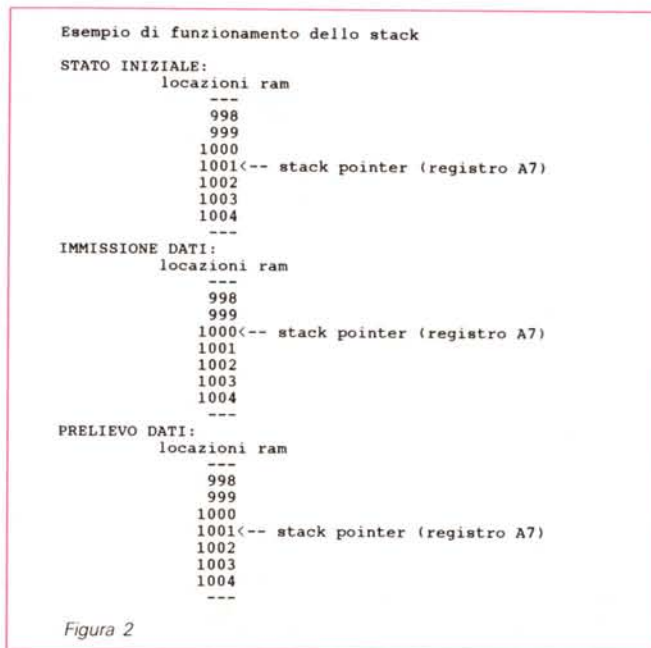 Esempio di funzionamento dello stack
STATO INIZIALE:
locazioni ram
---
998
999
1000
1001<-- stack pointer (registro A7)
1002
1003
1004
---
IMMISSIONE DATI:
locazioni ram
---
998
999
1000<-- stack pointer (registro A7)
1001
1002
1003
1004
---
PRELIEVO DATI:
locazioni ram
---
998
999
1000
1001<-- stack pointer (registro A7)
1002
1003
1004
---
Figura 2